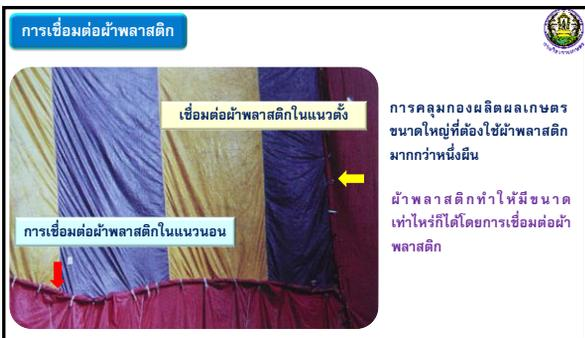 การเชื่อมต่อผ้าพลาสติก
เชื่อมต่อผ้าพลาสติกในแนวตั้ง
การเชื่อมต่อผ้าพลาสติกในแนวนอน
การคลุมกองผลิตผลเกษตร
ขนาดใหญ่ที่ต้องใช้ผ้าพลาสติก
มากกว่าหนึ่งผืน
ผ้าพลาสติกทำให้มีขนาด
เท่าไหร่ก็ได้โดยการเชื่อมต่อผ้า
พลาสติก